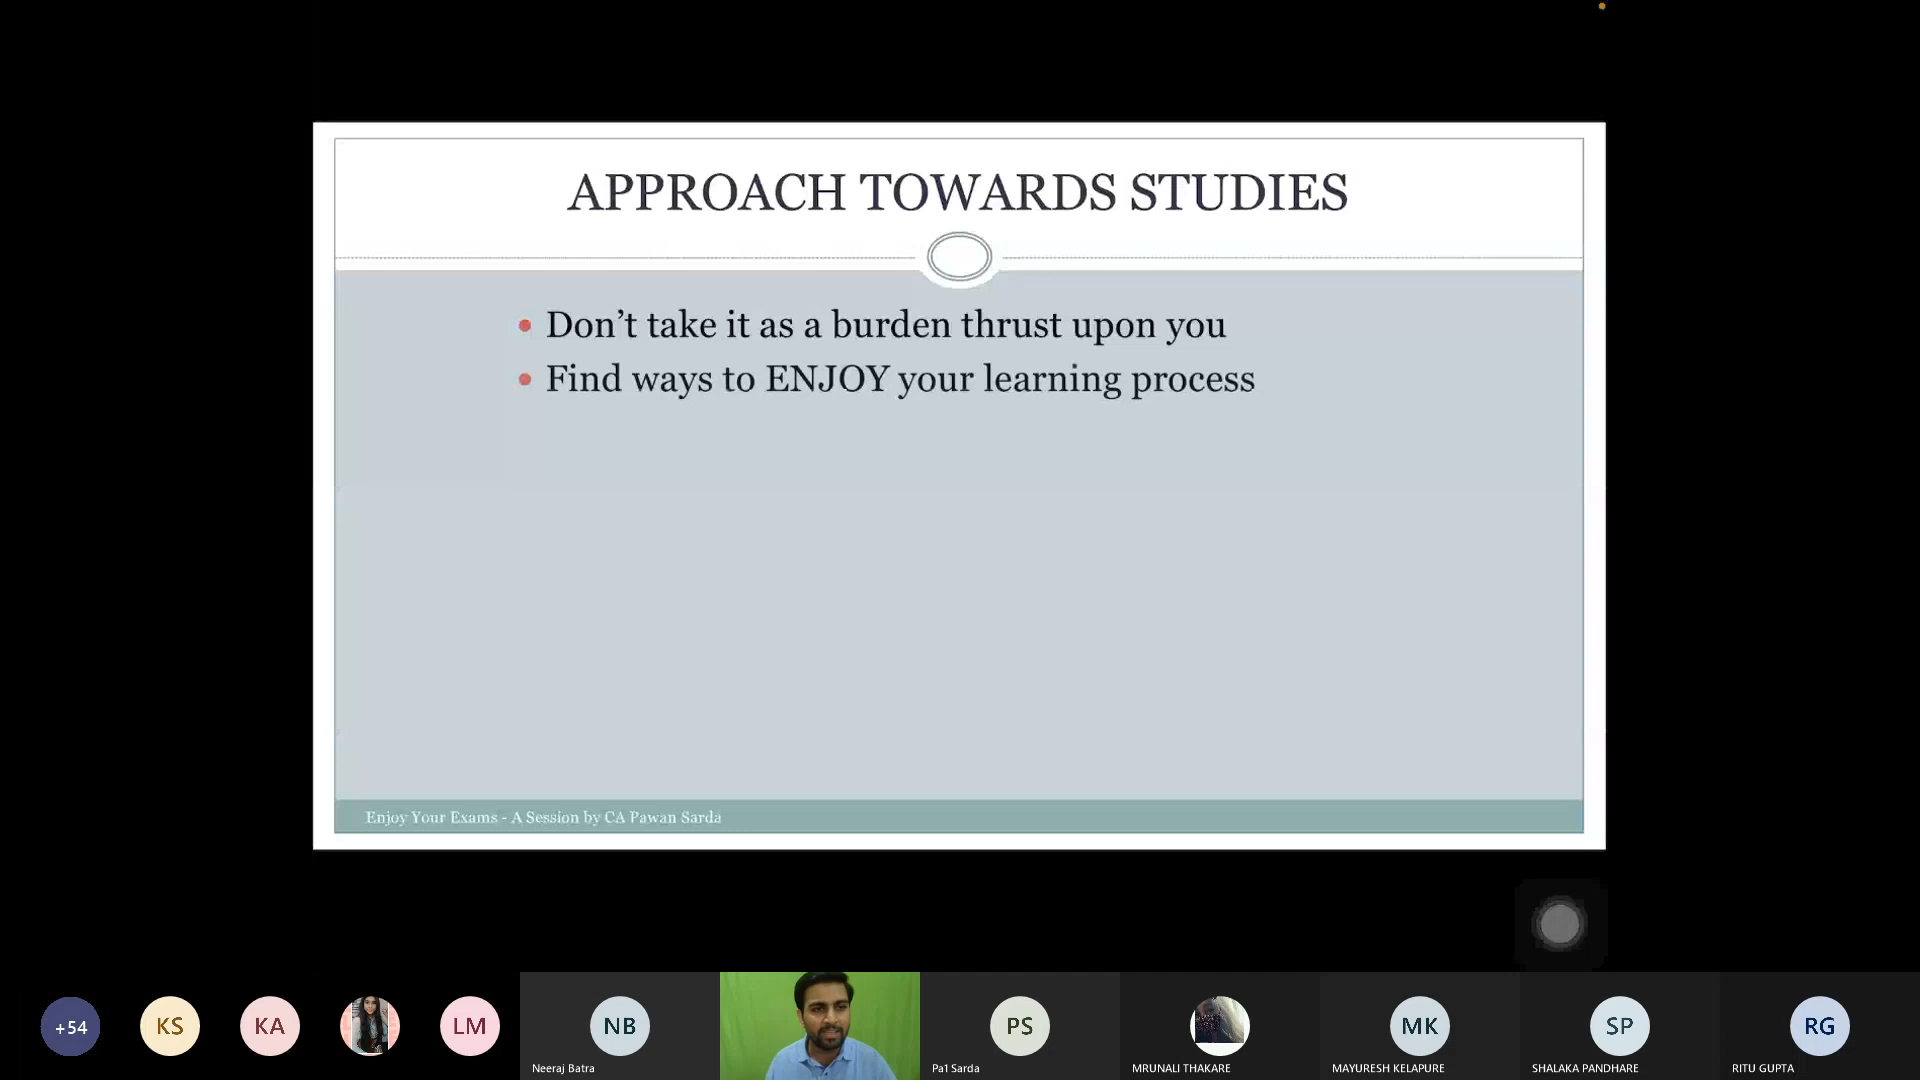 APPROACH TOWARDS STUDIES
Don’t take it as a burden thrust upon you
Find ways to ENJOY your learning process
Enjoy Your Exams - A Session by CA Pawan Sarda
+54
KS
KA
LM
NB
Neeraj Batra
PS
Pa1 Sarda
MRUNALI THAKARE
MK
MAYURESH KELAPURE
SP
SHALAKA PANDHARE
RG
RITU GUPTA